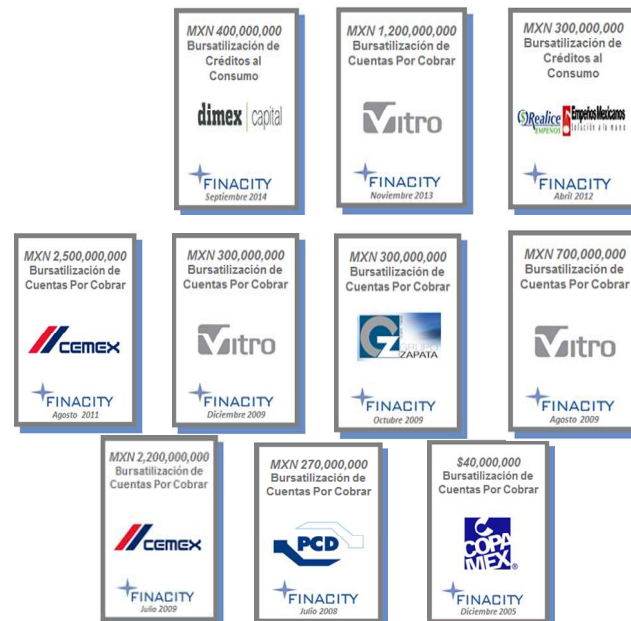 MXN 400,000,000
Bursatilización de
Créditos al
Consumo
dimex capital
FINACITY
Septiembre 2014
MXN 1,200,000,000
Bursatilización de
Cuentas Por Cobrar
Vitro
FINACITY
Noviembre 2013
MXN 300,000,000
Bursatilización de
Créditos al
Consumo
Realice
EMPEÑOS
Empeños Mexicanos
FINACITY
Abril 2012
MXN 2,500,000,000
Bursatilización de
Cuentas Por Cobrar
CEMEX
FINACITY
Agosto 2011
MXN 300,000,000
Bursatilización de
Cuentas Por Cobrar
Vitro
FINACITY
Diciembre 2009
MXN 300,000,000
Bursatilización de
Cuentas Por Cobrar
GZ
GRUPO
ZAPATA
FINACITY
Octubre 2009
MXN 700,000,000
Bursatilización de
Cuentas Por Cobrar
Vitro
FINACITY
Agosto 2009
MXN 2,200,000,000
Bursatilización de
Cuentas Por Cobrar
CEMEX
FINACITY
Julio 2009
MXN 270,000,000
Bursatilización de
Cuentas Por Cobrar
PCD
FINACITY
Julio 2008
$40,000,000
Bursatilización de
Cuentas Por Cobrar
COPA
MEX®
FINACITY
Diciembre 2005